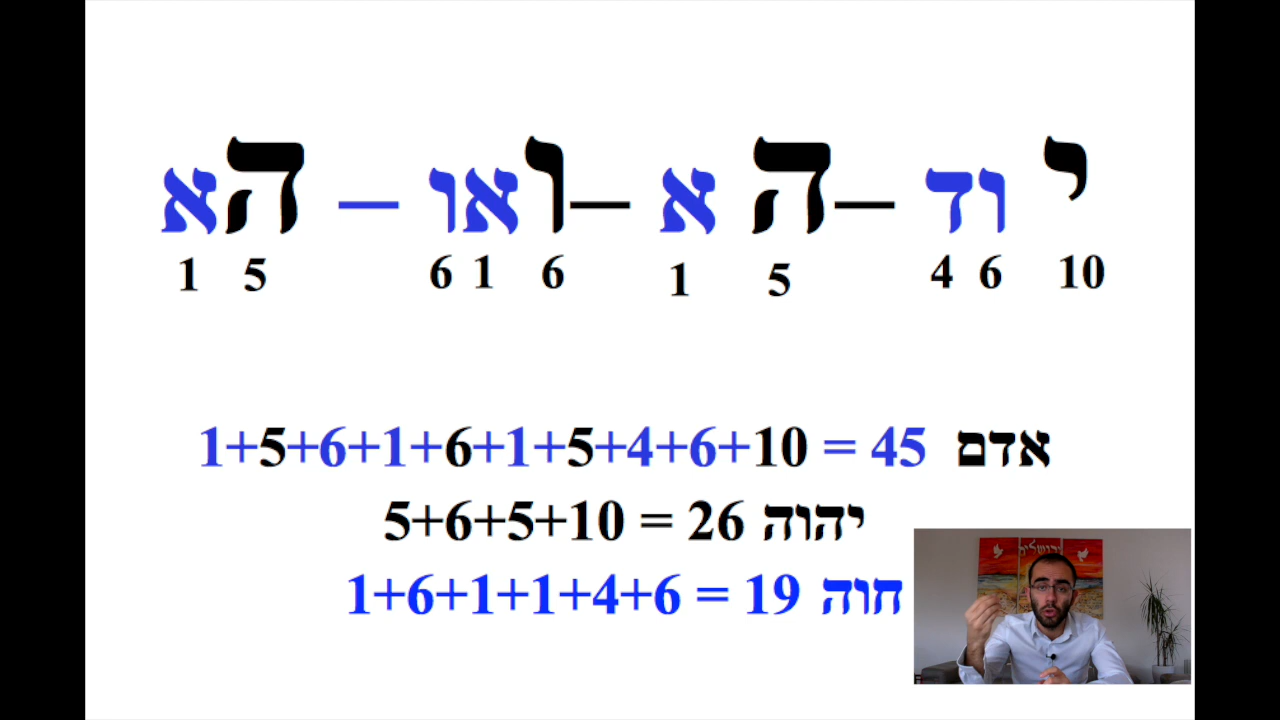 יוד – הא – ואו – הא
10 6 4 5 1 6 1 6 5 1
1+5+6+1+6+1+5+4+6+10 = 45 אדם
5+6+5+10 = 26 יהוה
1+6+1+1+4+6 = 19 חוה
ירושלים